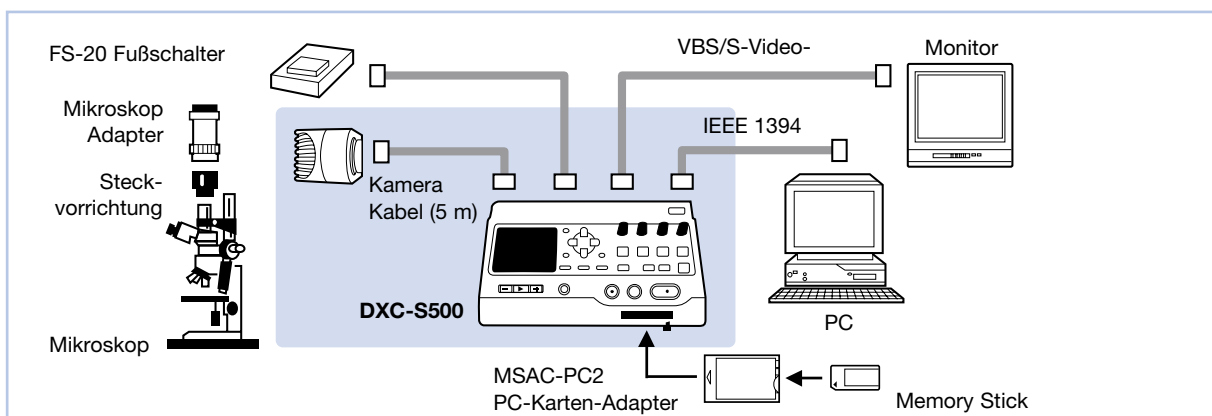 FS-20 Fußschalter
VBS/S-Video-
Monitor
Mikroskop
Adapter
IEEE 1394
Steck-
vorrichtung
Kamera
Kabel (5 m)
DXC-S500
PC
Mikroskop
MSAC-PC2
PC-Karten-Adapter
Memory Stick